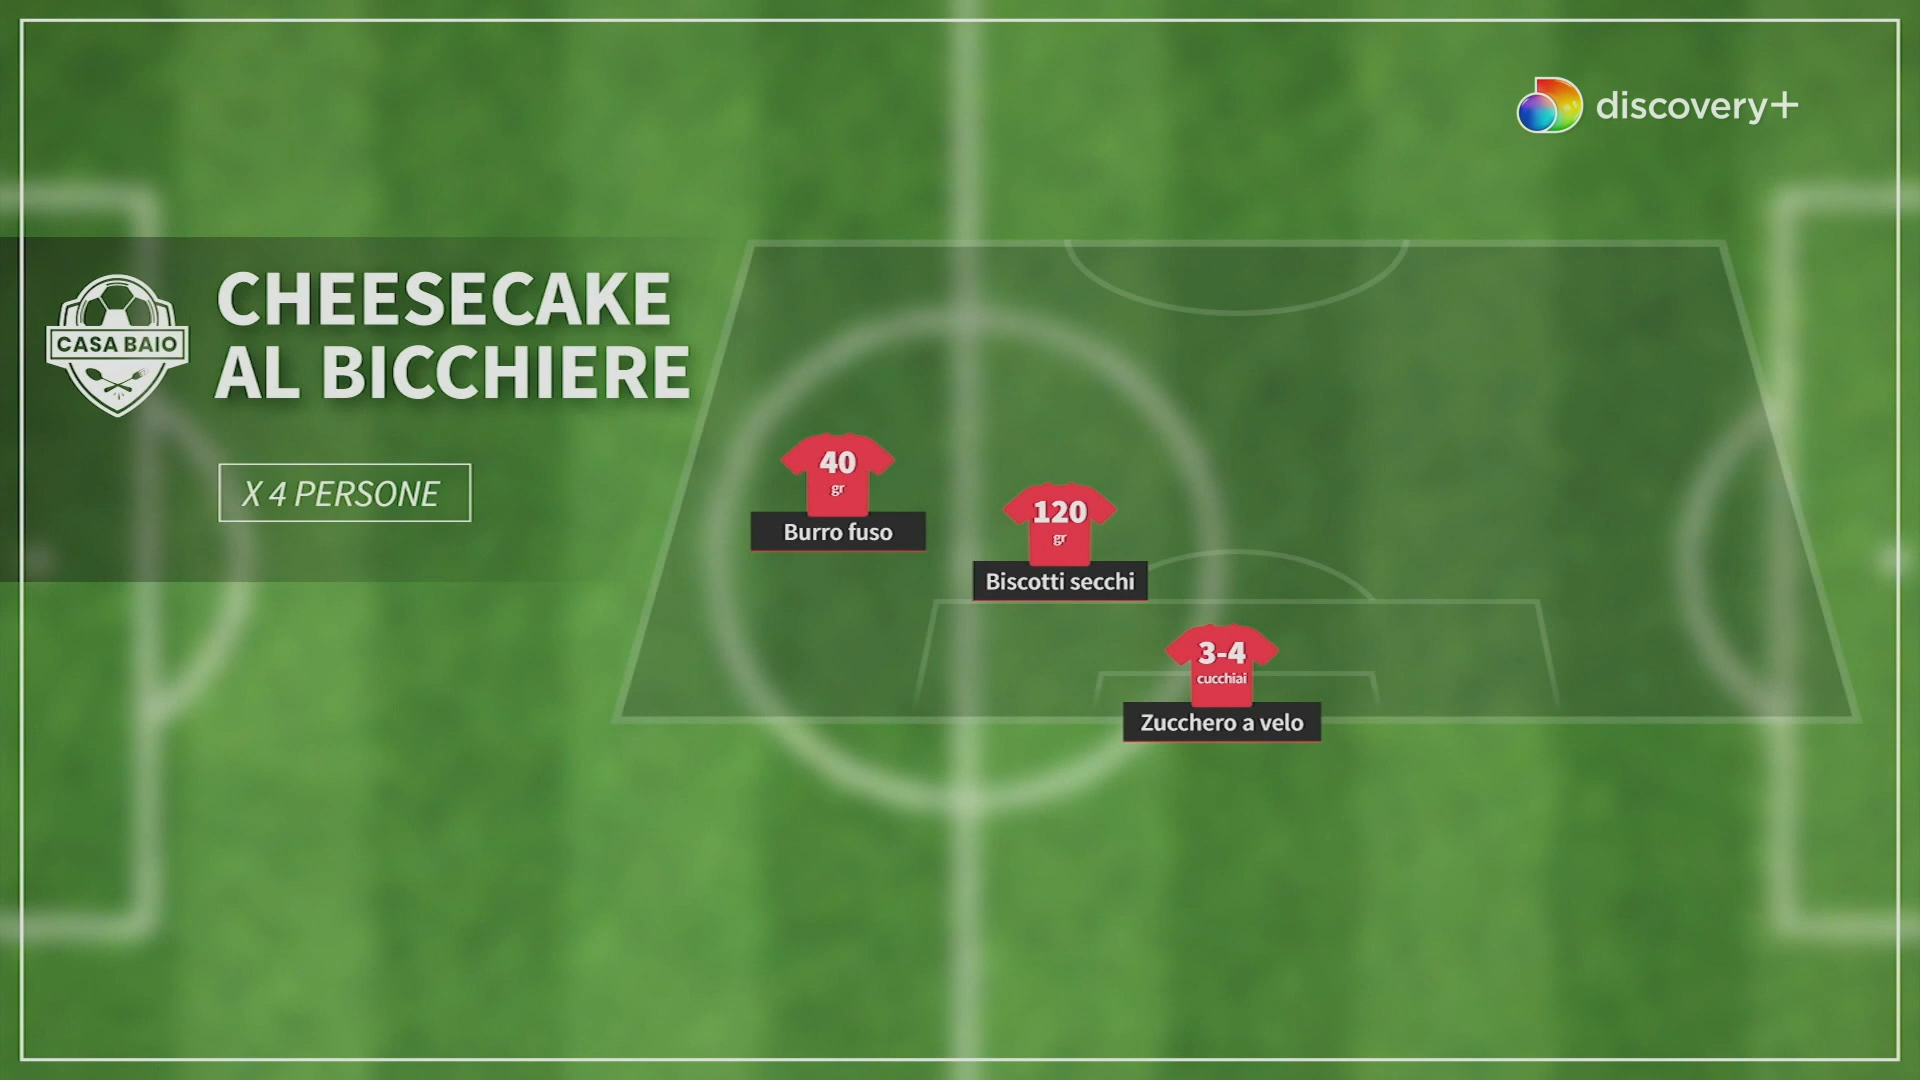 discovery+
CASA BAIO
CHEESECAKE
AL BICCHIERE
X 4 PERSONE
40
gr
Burro fuso
120
gr
Biscotti secchi
3-4
cucchiai
Zucchero a velo